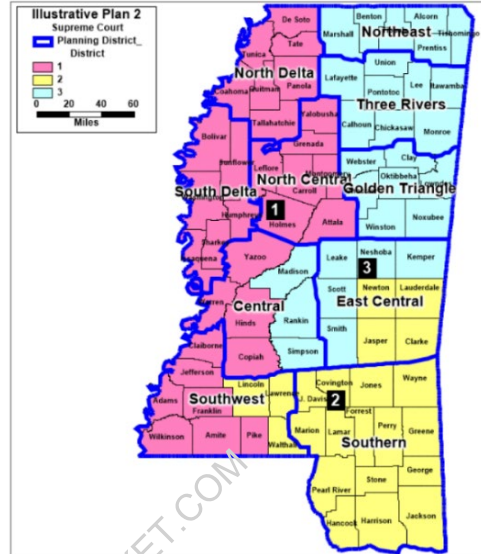 Illustrative Plan 2
Supreme Court
Planning District_
District
1
2
3
0 20 40 60
Miles
De Soto
Benton
Alcorn
Marshall
Northeast
Tishomingo
Tate
Prentiss
Tunica
North Delta
Union
Lafayette
Panola
Lee
Itawamba
Coahoma
Quitman
Pontotoc
Three Rivers
Yalobusha
Tallahatchie
Calhoun
Chickasaw
Monroe
Bolivar
Grenada
Webster
Clay
Sunflower
Leflore
North Central
Montgomery
Oktibbeha
South Delta
Carroll
Golden Triangle
Humphreys
1
Holmes
Attala
Winston
Noxubee
Sharkey
Yazoo
Leake
Neshoba
Kemper
Madison
3
Scott
Newton
Lauderdale
Warren
Central
East Central
Hinds
Rankin
Smith
Jasper
Clarke
Claiborne
Copiah
Simpson
Jefferson
Covington
Jones
Wayne
Lincoln
Lawrence
Adams
Southwest
J. Davis
2
Franklin
Forrest
Marion
Lamar
Perry
Greene
Wilkinson
Amite
Pike
Walthall
Southern
George
Stone
Pearl River
Hancock
Harrison
Jackson